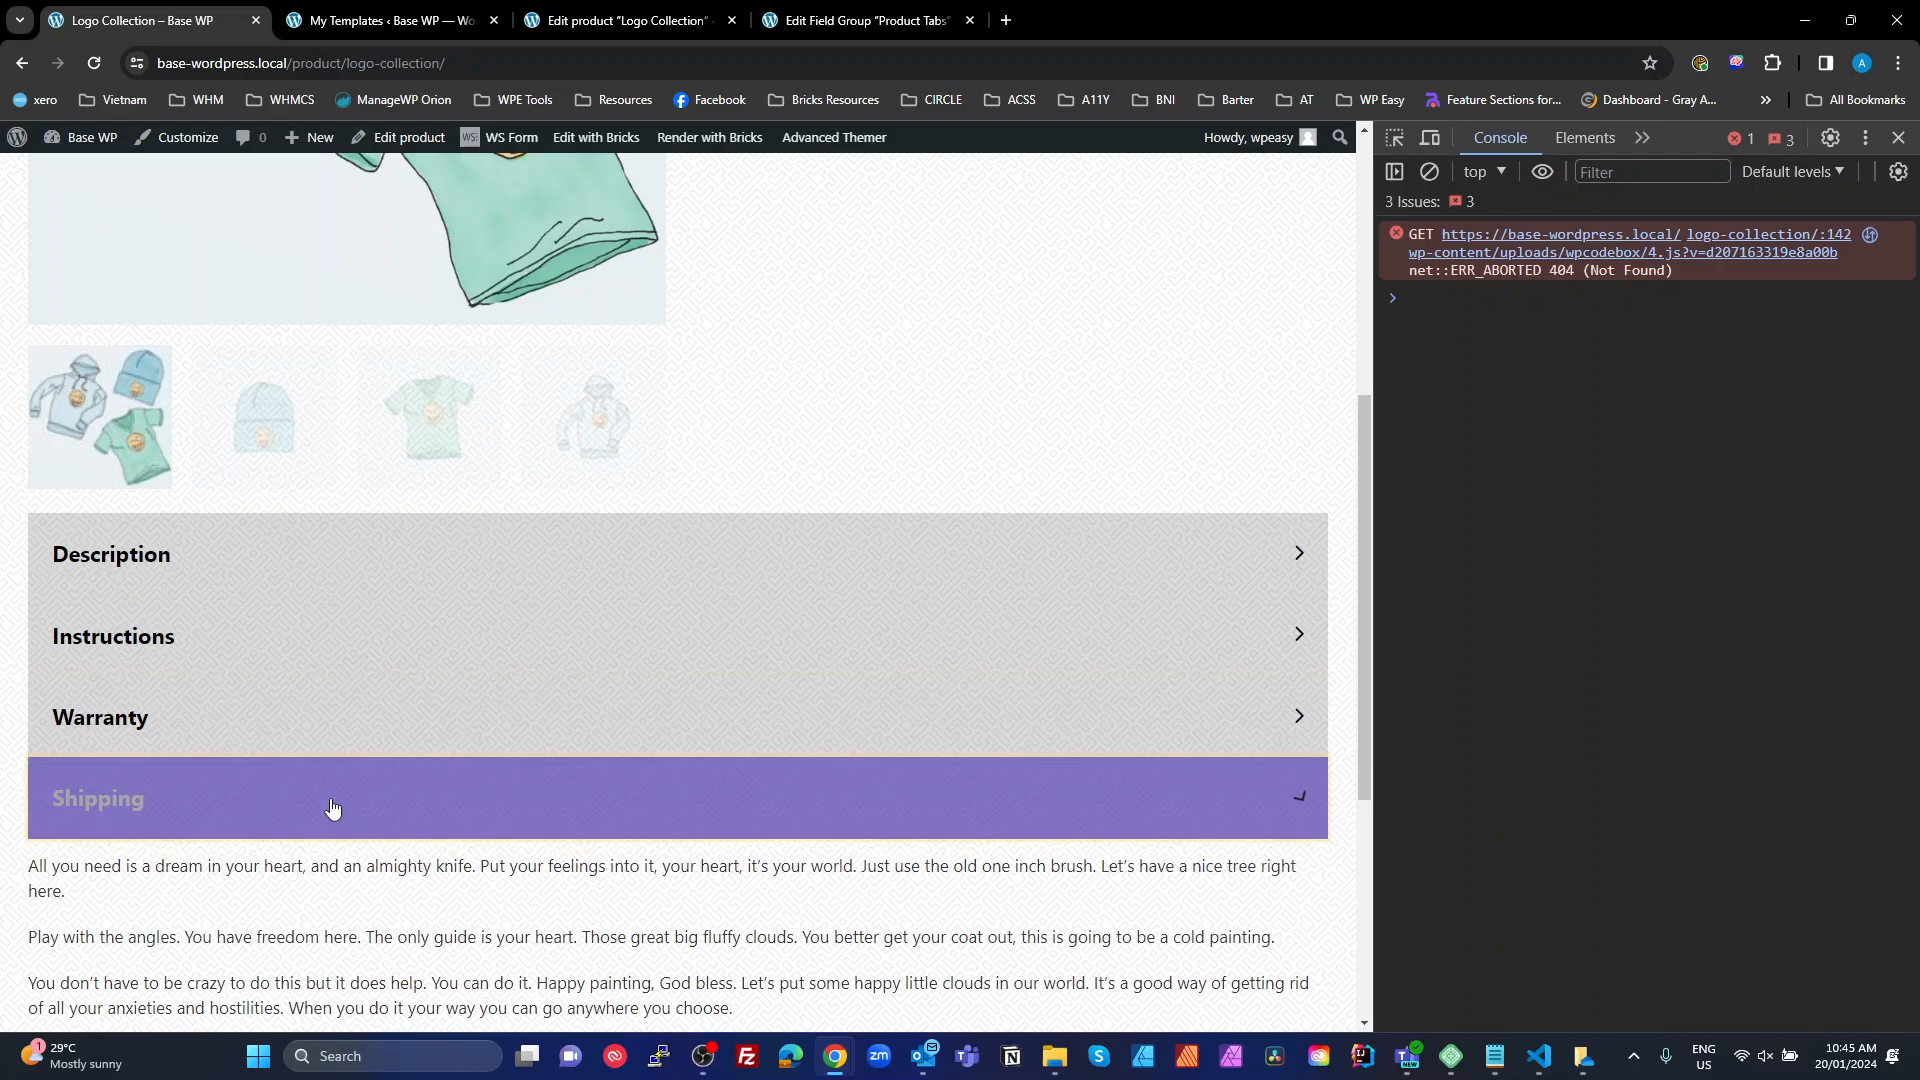 Logo Collection – Base WP
My Templates ‹ Base WP — Wo
Edit product “Logo Collection”
Edit Field Group “Product Tabs”
base-wordpress.local/product/logo-collection/
xero
Vietnam
WHM
WHMCS
ManageWP Orion
WPE Tools
Resources
Facebook
Bricks Resources
CIRCLE
ACSS
A11Y
BNI
Barter
AT
WP Easy
Feature Sections for...
Dashboard - Gray A...
All Bookmarks
Base WP
Customize
0
New
Edit product
WS Form
Edit with Bricks
Render with Bricks
Advanced Themer
Howdy, wpeasy
Console
Elements
1
3
top
Filter
Default levels
3 Issues:
3
GET https://base-wordpress.local/ logo-collection/:142
wp-content/uploads/wpcodebox/4.js?v=d207163319e8a00b
net::ERR_ABORTED 404 (Not Found)
Description
Instructions
Warranty
Shipping
All you need is a dream in your heart, and an almighty knife. Put your feelings into it, your heart, it’s your world. Just use the old one inch brush. Let’s have a nice tree right
here.
Play with the angles. You have freedom here. The only guide is your heart. Those great big fluffy clouds. You better get your coat out, this is going to be a cold painting.
You don’t have to be crazy to do this but it does help. You can do it. Happy painting, God bless. Let’s put some happy little clouds in our world. It’s a good way of getting rid
of all your anxieties and hostilities. When you do it your way you can go anywhere you choose.
1
29°C
Mostly sunny
Search
zm
ENG
US
10:45 AM
20/01/2024